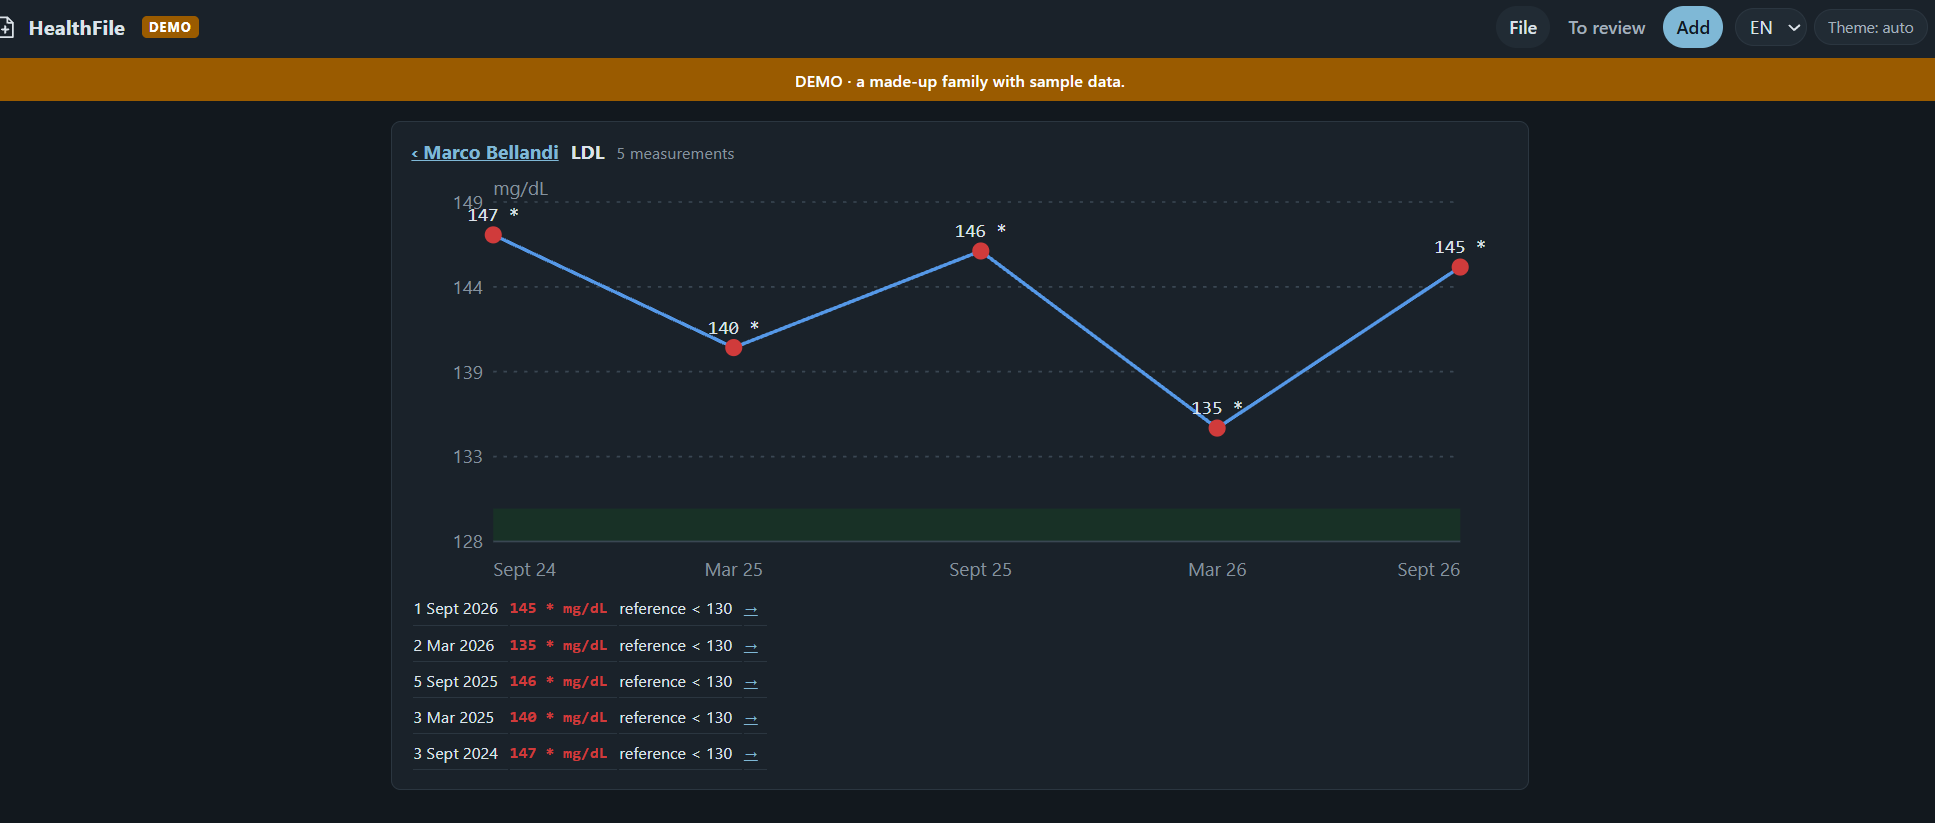 HealthFile DEMO File To review Add EN Theme: auto
DEMO · a made-up family with sample data.
‹ Marco Bellandi LDL 5 measurements
mg/dL
149
147 *
146 *
145 *
144
140 *
139
135 *
133
128
Sept 24 Mar 25 Sept 25 Mar 26 Sept 26
1 Sept 2026 145 * mg/dL reference < 130 →
2 Mar 2026 135 * mg/dL reference < 130 →
5 Sept 2025 146 * mg/dL reference < 130 →
3 Mar 2025 140 * mg/dL reference < 130 →
3 Sept 2024 147 * mg/dL reference < 130 →